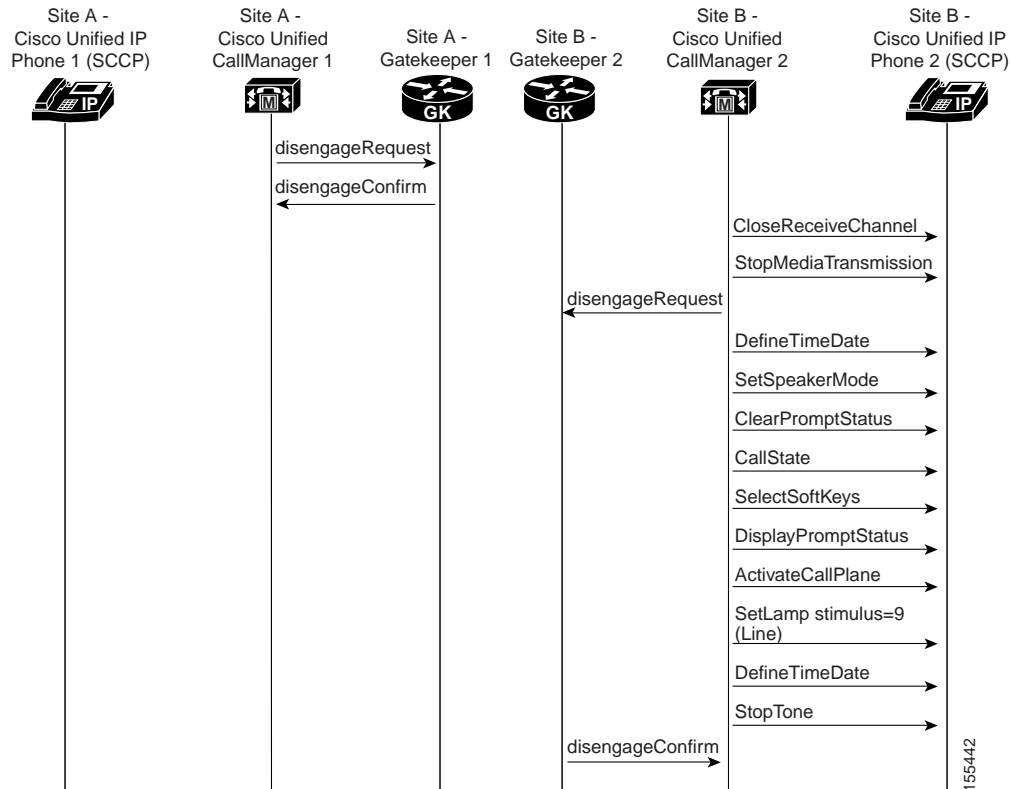 Site A -
Cisco Unified IP
Phone 1 (SCCP)
Site A -
Cisco Unified
CallManager 1
Site A -
Gatekeeper 1
Site B -
Gatekeeper 2
Site B -
Cisco Unified
CallManager 2
Site B -
Cisco Unified IP
Phone 2 (SCCP)
IP
M
GK
GK
M
IP
disengageRequest
disengageConfirm
CloseReceiveChannel
StopMediaTransmission
disengageRequest
DefineTimeDate
SetSpeakerMode
ClearPromptStatus
CallState
SelectSoftKeys
DisplayPromptStatus
ActivateCallPlane
SetLamp stimulus=9
(Line)
DefineTimeDate
StopTone
disengageConfirm
155442